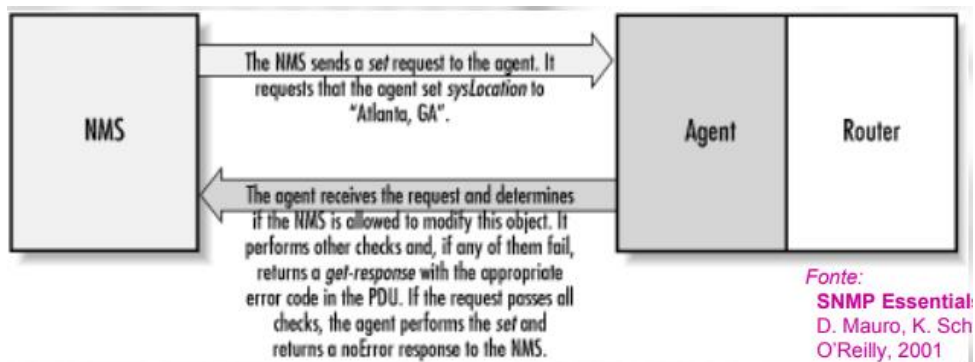 NMS
The NMS sends a set request to the agent. It
requests that the agent set sysLocation to
"Atlanta, GA".
Agent
Router
The agent receives the request and determines
if the NMS is allowed to modify this object. It
performs other checks and, if any of them fail,
returns a get-response with the appropriate
error code in the PDU. If the request passes all
checks, the agent performs the set and
returns a noError response to the NMS.
Fonte:
SNMP Essentials
D. Mauro, K. Sch
O'Reilly, 2001